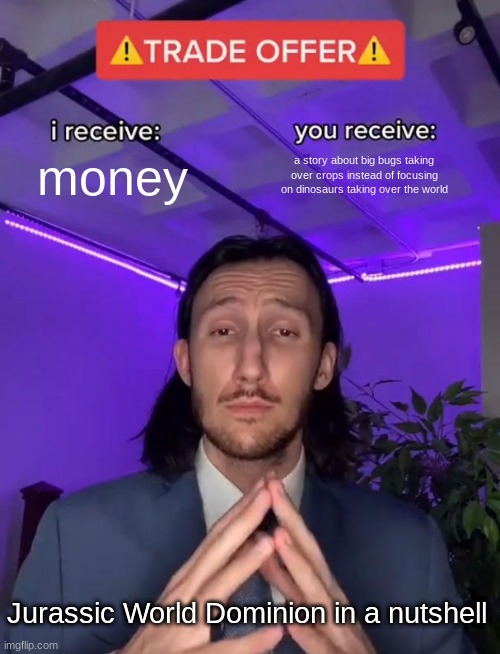 ⚠️TRADE OFFER⚠️
i receive:
you receive:
money
a story about big bugs taking
over crops instead of focusing
on dinosaurs taking over the world
Jurassic World Dominion in a nutshell
imgflip.com